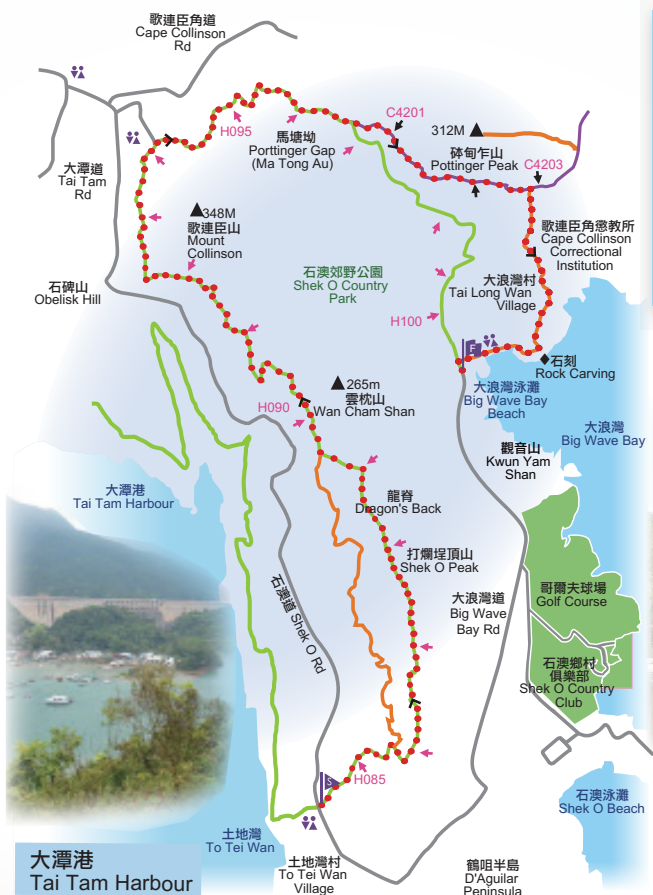 歌連臣角道
Cape Collinson
Rd
C4201
312M
H095
馬塘坳
Porttinger Gap
(Ma Tong Au)
砵甸乍山
Pottinger Peak
C4203
大潭道
Tai Tam
Rd
348M
歌連臣山
Mount
Collinson
歌連臣角懲教所
Cape Collinson
Correctional
Institution
石澳郊野公園
Shek O Country
Park
大浪灣村
Tai Long Wan
Village
石碑山
Obelisk Hill
H100
F
石刻
Rock Carving
265m
雲枕山
Wan Cham Shan
H090
大浪灣泳灘
Big Wave Bay
Beach
大浪灣
Big Wave Bay
觀音山
Kwun Yam
Shan
大潭港
Tai Tam Harbour
龍脊
Dragon's Back
打爛埕頂山
Shek O Peak
大浪灣道
Big Wave
Bay Rd
哥爾夫球場
Golf Course
石澳道 Shek O Rd
石澳鄉村
俱樂部
Shek O Country
Club
S
H085
石澳泳灘
Shek O Beach
土地灣
To Tei Wan
土地灣村
To Tei Wan
Village
鶴咀半島
D'Aguilar
Peninsula
大潭港
Tai Tam Harbour